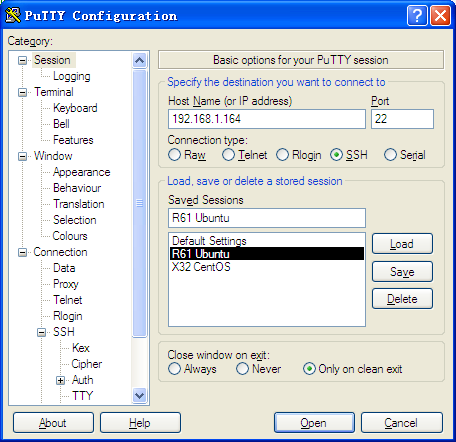 PuTTY Configuration
Category:
Session
Logging
Terminal
Keyboard
Bell
Features
Window
Appearance
Behaviour
Translation
Selection
Colours
Connection
Data
Proxy
Telnet
Rlogin
SSH
Kex
Cipher
Auth
TTY
Basic options for your PuTTY session
Specify the destination you want to connect to
Host Name (or IP address) Port
192.168.1.164 22
Connection type:
Raw Telnet Rlogin SSH Serial
Load, save or delete a stored session
Saved Sessions
R61 Ubuntu
Default Settings
R61 Ubuntu
X32 CentOS
Load
Save
Delete
Close window on exit:
Always Never Only on clean exit
About Help Open Cancel